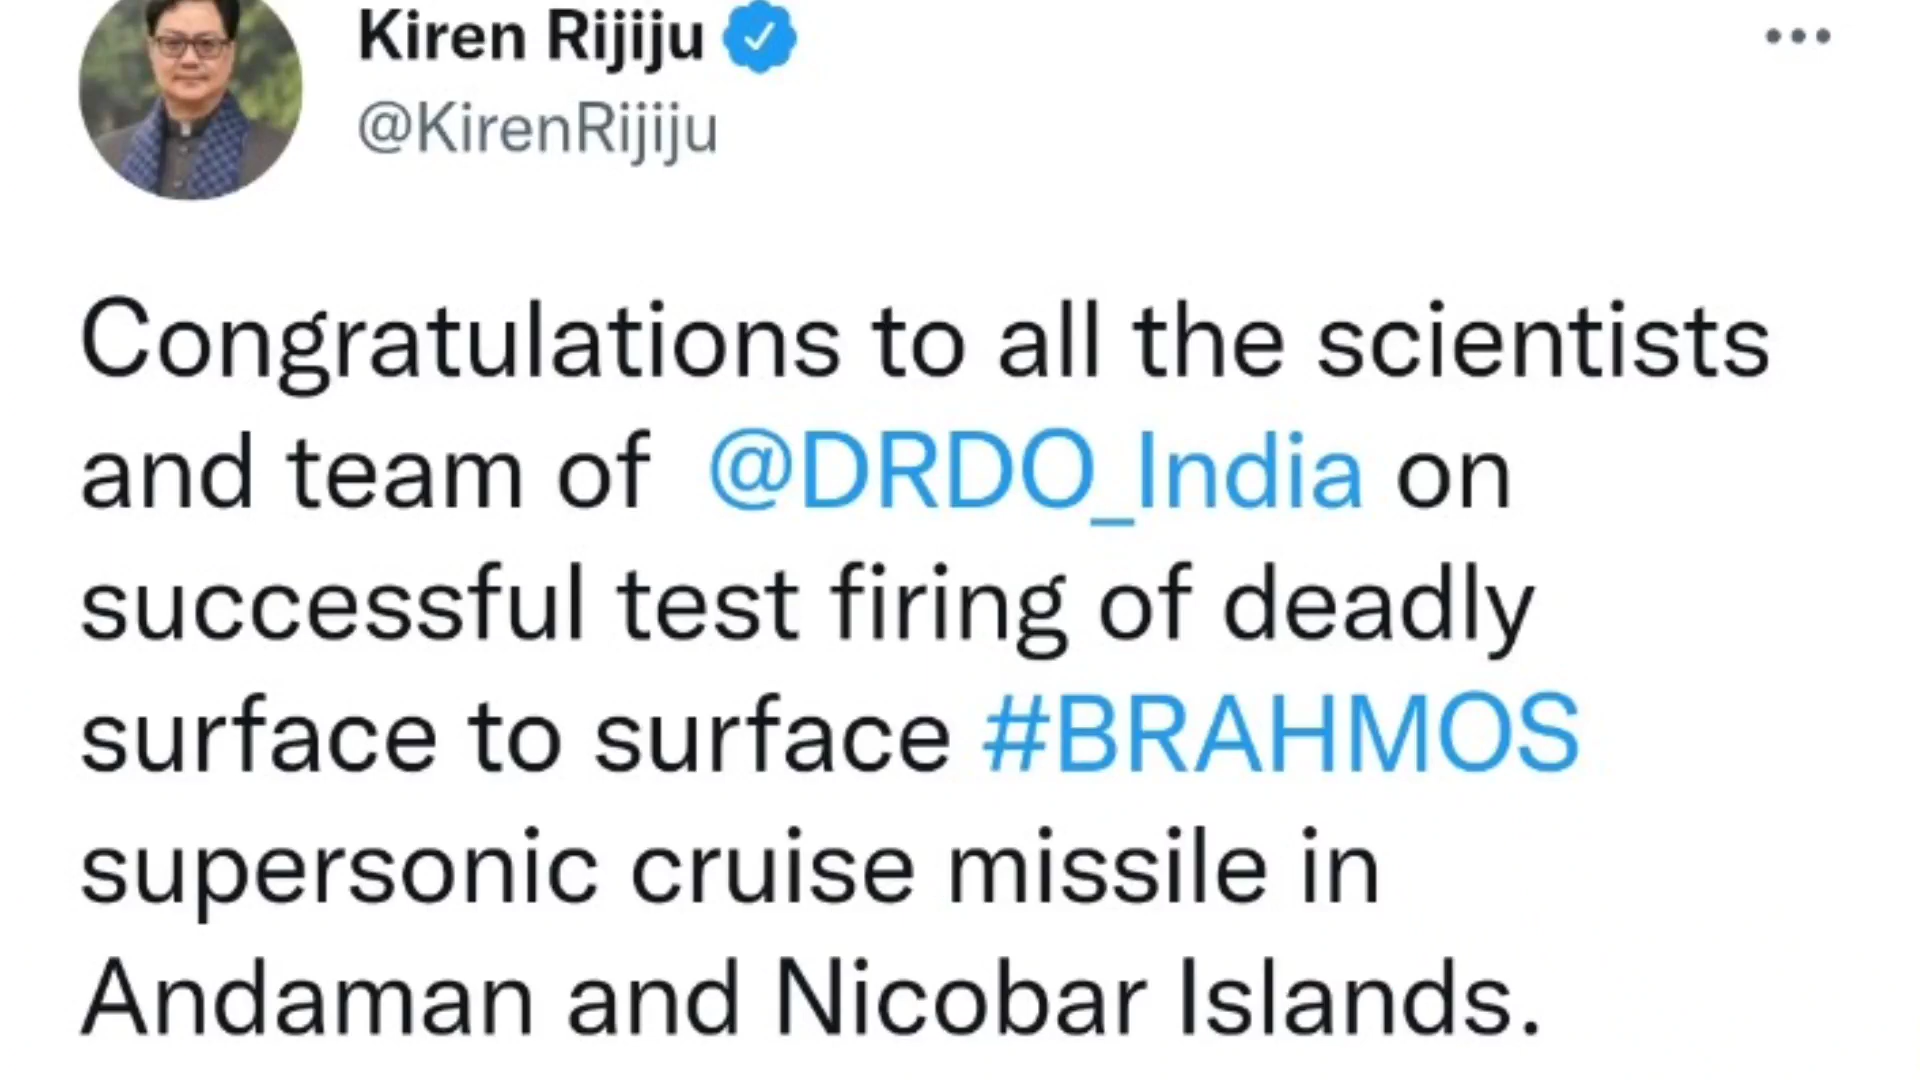 Kiren Rijiju
@KirenRijiju
Congratulations to all the scientists
and team of @DRDO_India on
successful test firing of deadly
surface to surface #BRAHMOS
supersonic cruise missile in
Andaman and Nicobar Islands.